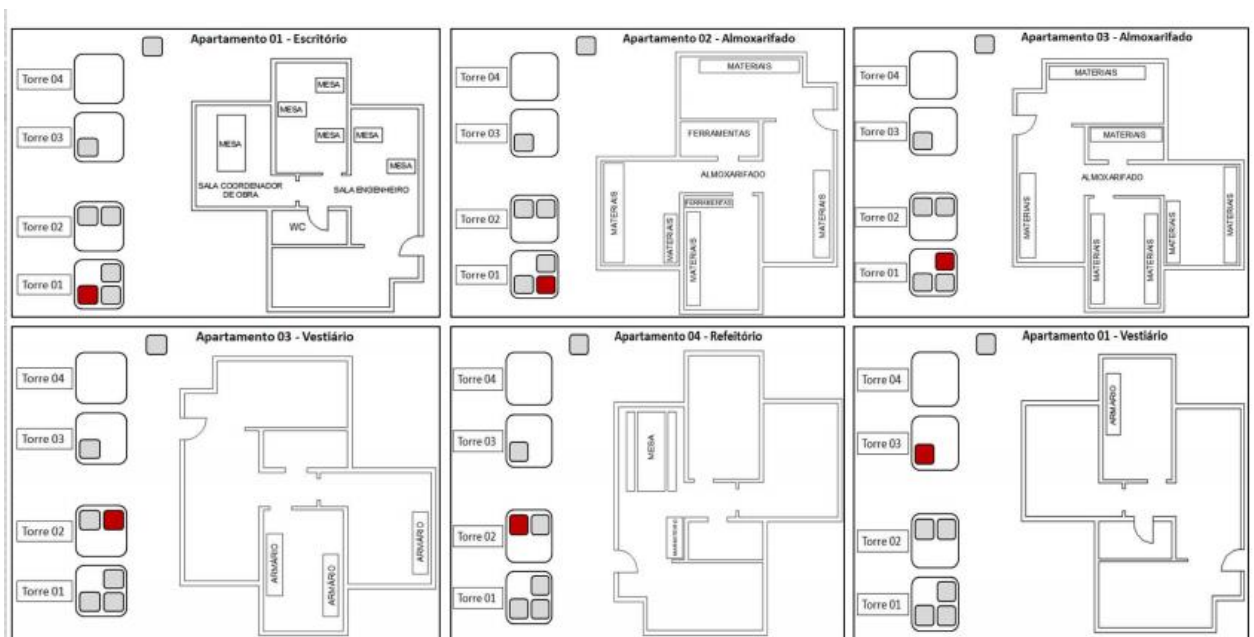 Apartamento 01 - Escritório
Torre 04
Torre 03
Torre 02
Torre 01
MESA
MESA
MESA
MESA
MESA
MESA
SALA COORDENADOR
DE OBRA
SALA ENGENHEIRO
WC
Apartamento 02 - Almoxarifado
Torre 04
Torre 03
Torre 02
Torre 01
MATERIAIS
FERRAMENTAS
ALMOXARIFADO
FERRAMENTAS
MATERIAIS
MATERIAIS
MATERIAIS
MATERIAIS
Apartamento 03 - Almoxarifado
Torre 04
Torre 03
Torre 02
Torre 01
MATERIAIS
MATERIAIS
ALMOXARIFADO
MATERIAIS
MATERIAIS
MATERIAIS
MATERIAIS
MATERIAIS
Apartamento 03 - Vestiário
Torre 04
Torre 03
Torre 02
Torre 01
ARMÁRIO
ARMÁRIO
ARMÁRIO
Apartamento 04 - Refeitório
Torre 04
Torre 03
Torre 02
Torre 01
MESA
Apartamento 01 - Vestiário
Torre 04
Torre 03
Torre 02
Torre 01
ARMÁRIO